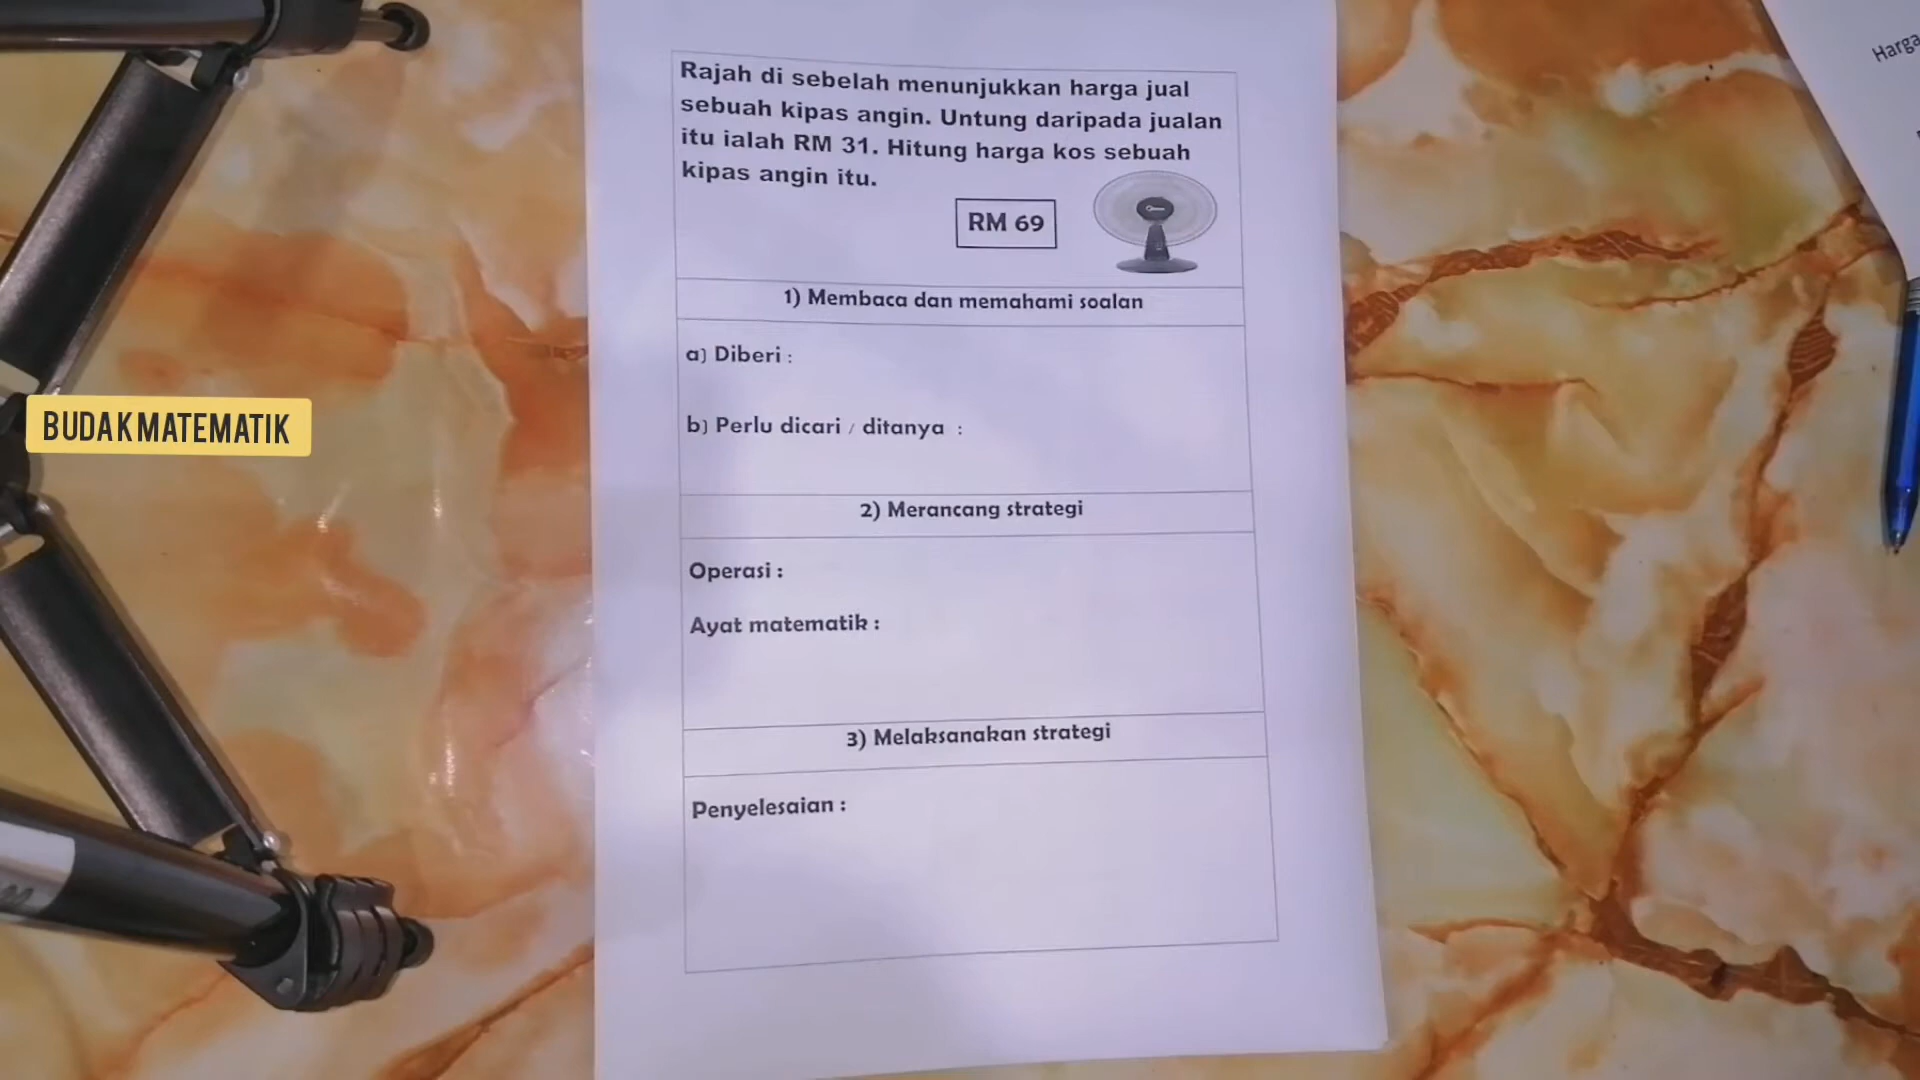 Rajah di sebelah menunjukkan harga jual
sebuah kipas angin. Untung daripada jualan
itu ialah RM 31. Hitung harga kos sebuah
kipas angin itu.
RM 69
1) Membaca dan memahami soalan
a) Diberi :
b) Perlu dicari / ditanya :
2) Merancang strategi
Operasi :
Ayat matematik :
3) Melaksanakan strategi
Penyelesaian :
BUDAK MATEMATIK
Harga